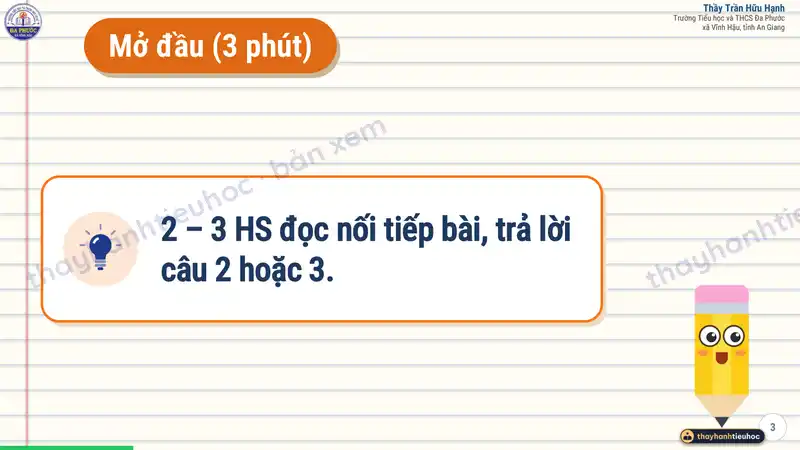 Thầy Trần Hữu Hạnh
Trường Tiểu học và THCS Đa Phước
xã Vĩnh Hậu, tỉnh An Giang
ĐA PHƯỚC
Mở đầu (3 phút)
thayhanhtieuhoc · bản xem
2 – 3 HS đọc nối tiếp bài, trả lời
câu 2 hoặc 3.
thayhanhtie
thayhanhtieuhoc
3